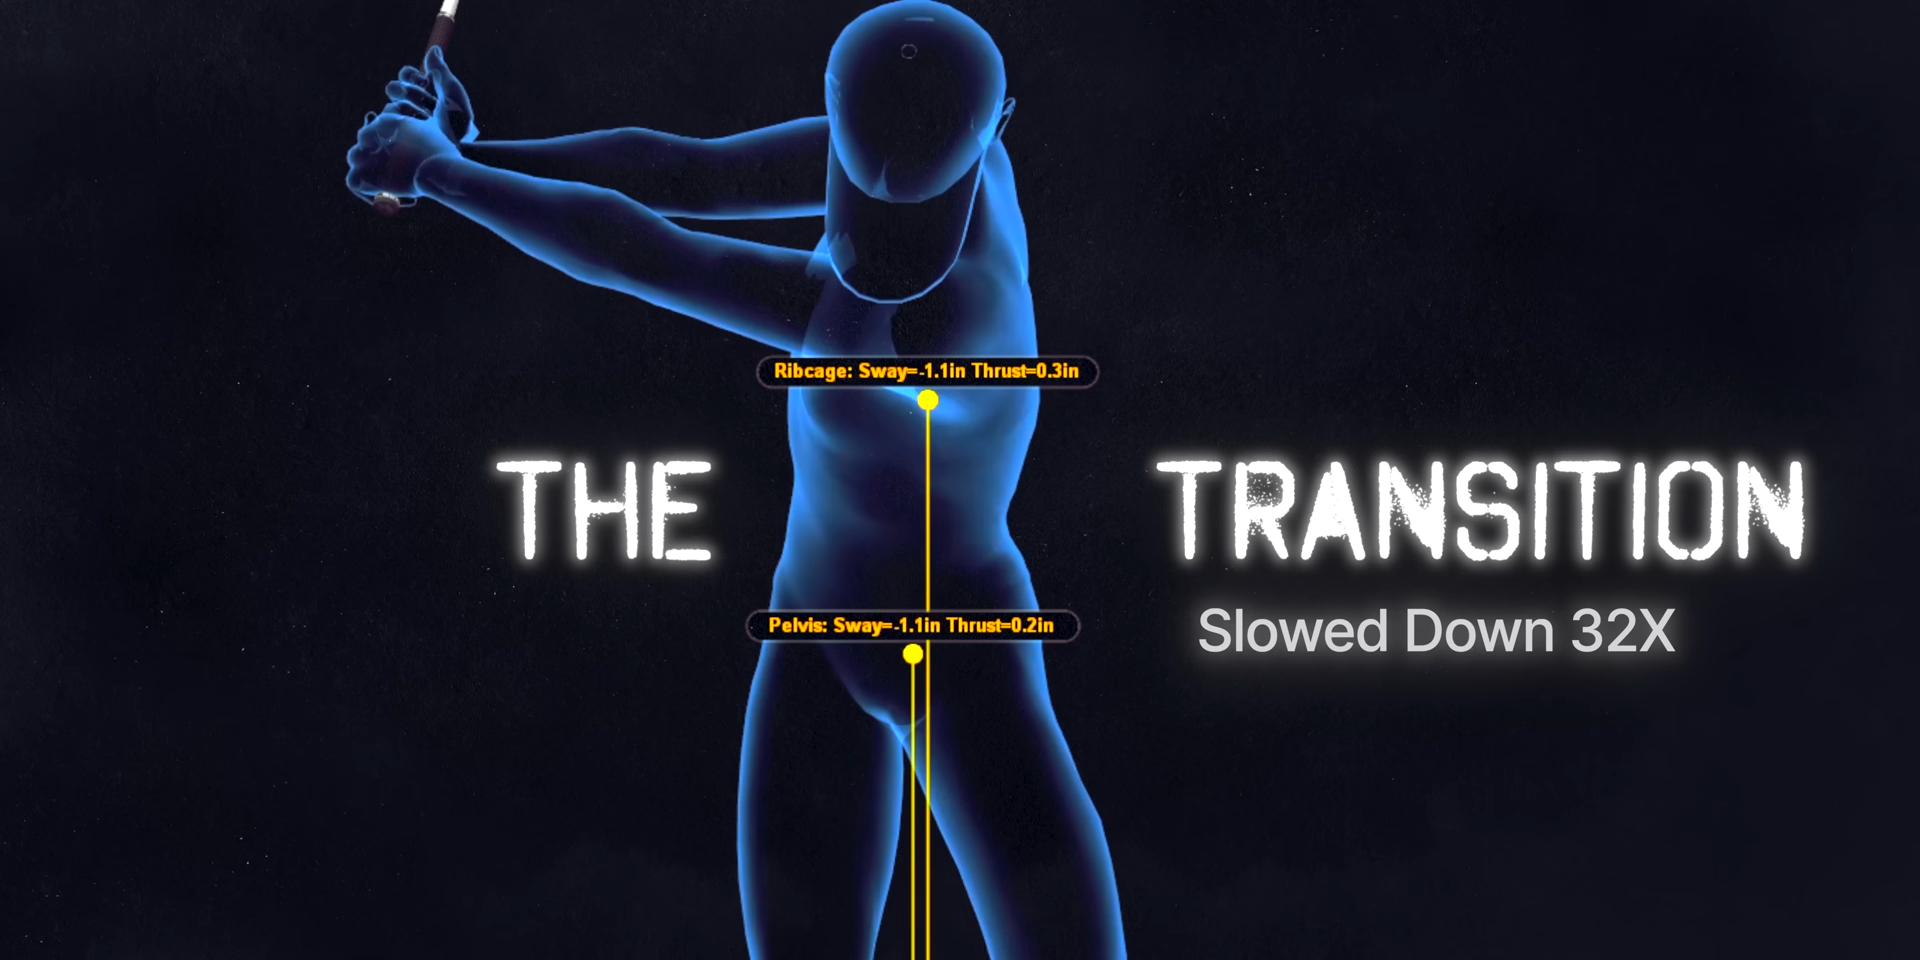 Ribcage: Sway=-1.1in Thrust=0.3in
THE TRANSITION
Pelvis: Sway=-1.1in Thrust=0.2in
Slowed Down 32X